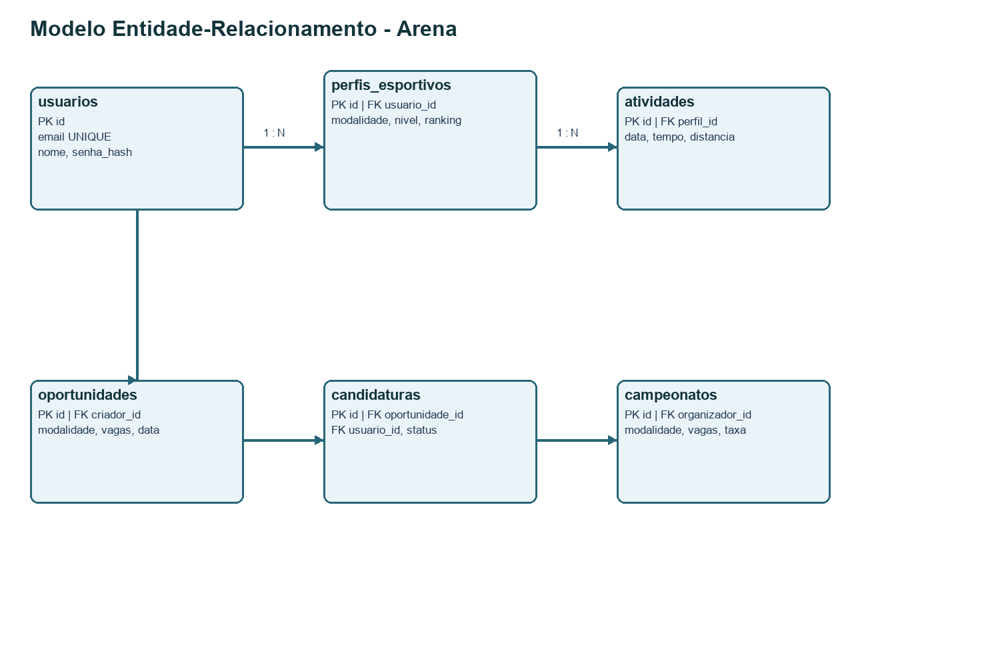 Modelo Entidade-Relacionamento - Arena
usuarios
PK id
email UNIQUE
nome, senha_hash
1 : N
perfis_esportivos
PK id | FK usuario_id
modalidade, nivel, ranking
1 : N
atividades
PK id | FK perfil_id
data, tempo, distancia
oportunidades
PK id | FK criador_id
modalidade, vagas, data
candidaturas
PK id | FK oportunidade_id
FK usuario_id, status
campeonatos
PK id | FK organizador_id
modalidade, vagas, taxa